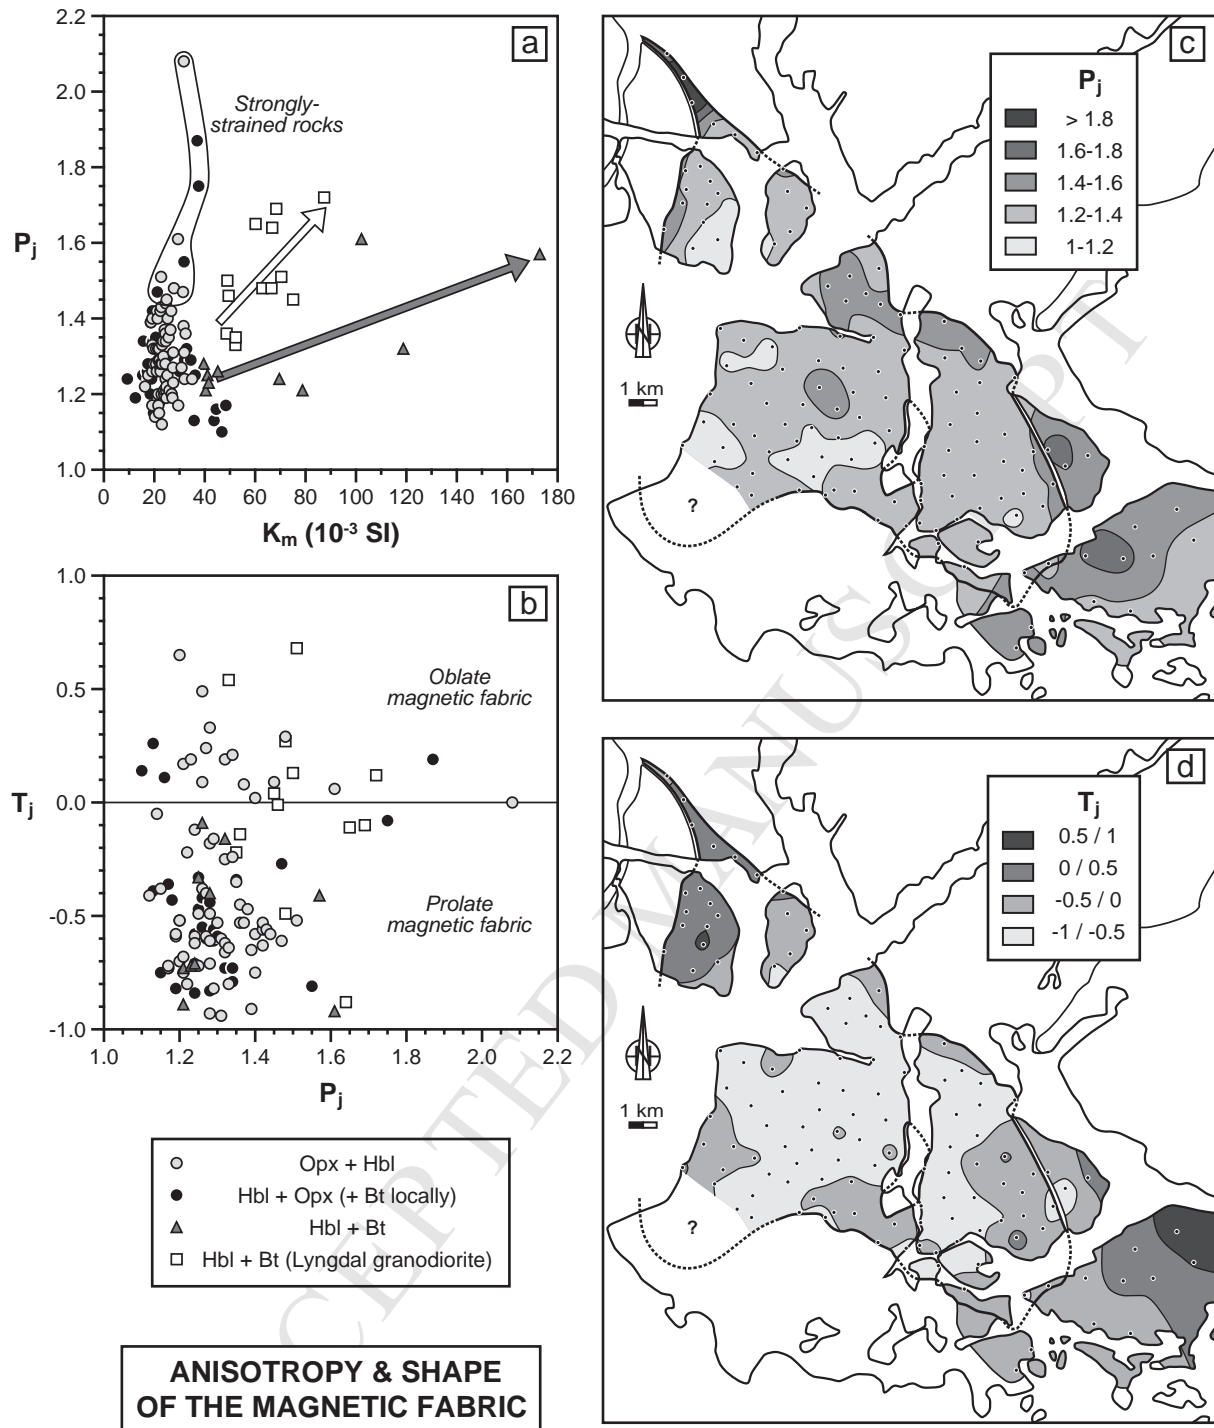 a
2.2
2.0
1.8
1.6
1.4
1.2
1.0
Pj
Strongly-
strained rocks
0 20 40 60 80 100 120 140 160 180
Km (10-3 SI)
b
1.0
0.5
0.0
-0.5
-1.0
Tj
Oblate
magnetic fabric
Prolate
magnetic fabric
1.0 1.2 1.4 1.6 1.8 2.0 2.2
Pj
Opx + Hbl
Hbl + Opx (+ Bt locally)
Hbl + Bt
Hbl + Bt (Lyngdal granodiorite)
ANISOTROPY & SHAPE
OF THE MAGNETIC FABRIC
c
Pj
> 1.8
1.6-1.8
1.4-1.6
1.2-1.4
1-1.2
N
1 km
?
d
Tj
0.5 / 1
0 / 0.5
-0.5 / 0
-1 / -0.5
N
1 km
?
CEPTED MANUSCRIPT